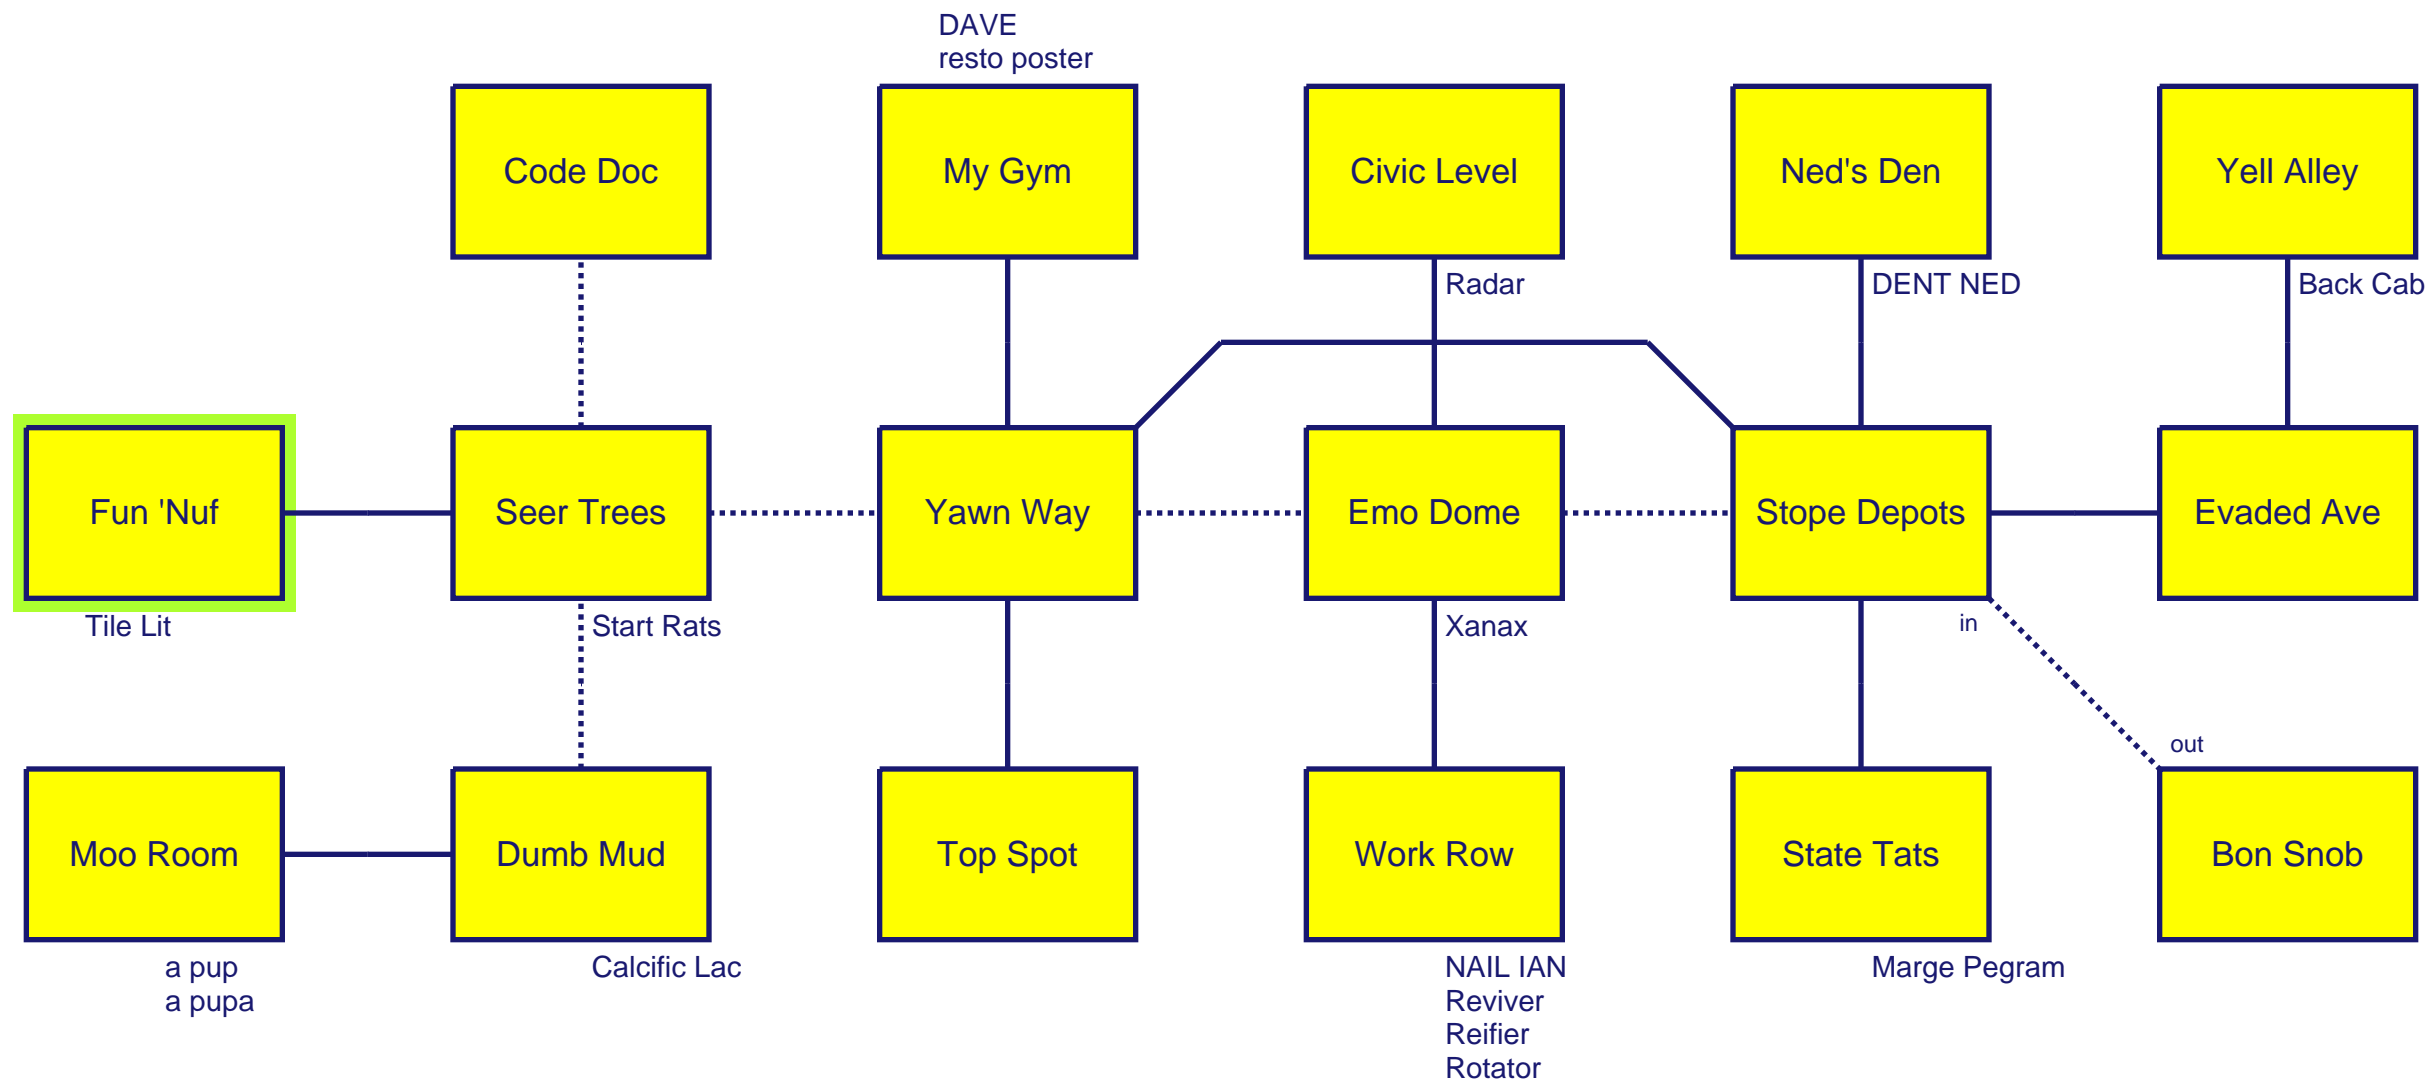 DAVE
resto poster
Code Doc
My Gym
Civic Level
Ned's Den
Yell Alley
Radar
DENT NED
Back Cab
Fun 'Nuf
Seer Trees
Yawn Way
Emo Dome
Stope Depots
Evaded Ave
Tile Lit
Start Rats
Xanax
in
out
Moo Room
Dumb Mud
Top Spot
Work Row
State Tats
Bon Snob
a pup
a pupa
Calcific Lac
NAIL IAN
Reviver
Reifier
Rotator
Marge Pegram